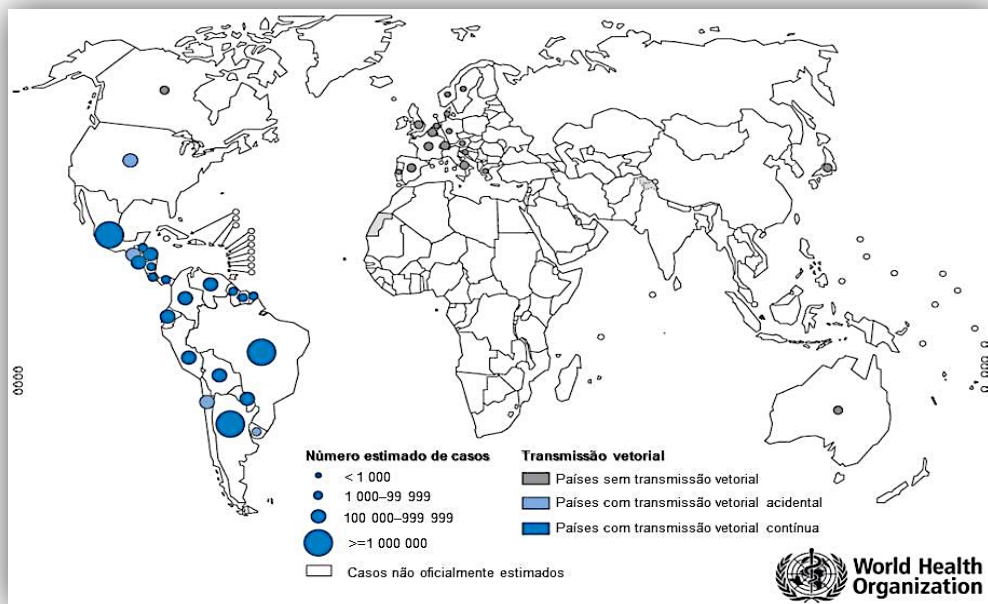 Número estimado de casos
< 1 000
1 000–99 999
100 000–999 999
>=1 000 000
Casos não oficialmente estimados
Transmissão vetorial
Países sem transmissão vetorial
Países com transmissão vetorial acidental
Países com transmissão vetorial contínua
World Health
Organization